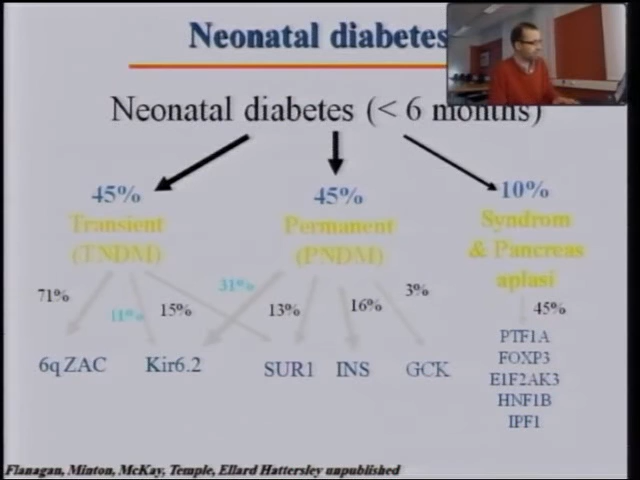 Neonatal diabetes
Neonatal diabetes (< 6 months)
45%
45%
10%
Transient
(TNDM)
Permanent
(PNDM)
Syndrom
& Pancreas
aplasi
71%
11%
15%
31%
13%
16%
3%
45%
6q ZAC
Kir6.2
SUR1
INS
GCK
PTF1A
FOXP3
E1F2AK3
HNF1B
IPF1
Flanagan, Minton, McKay, Temple, Ellard Hattersley unpublished